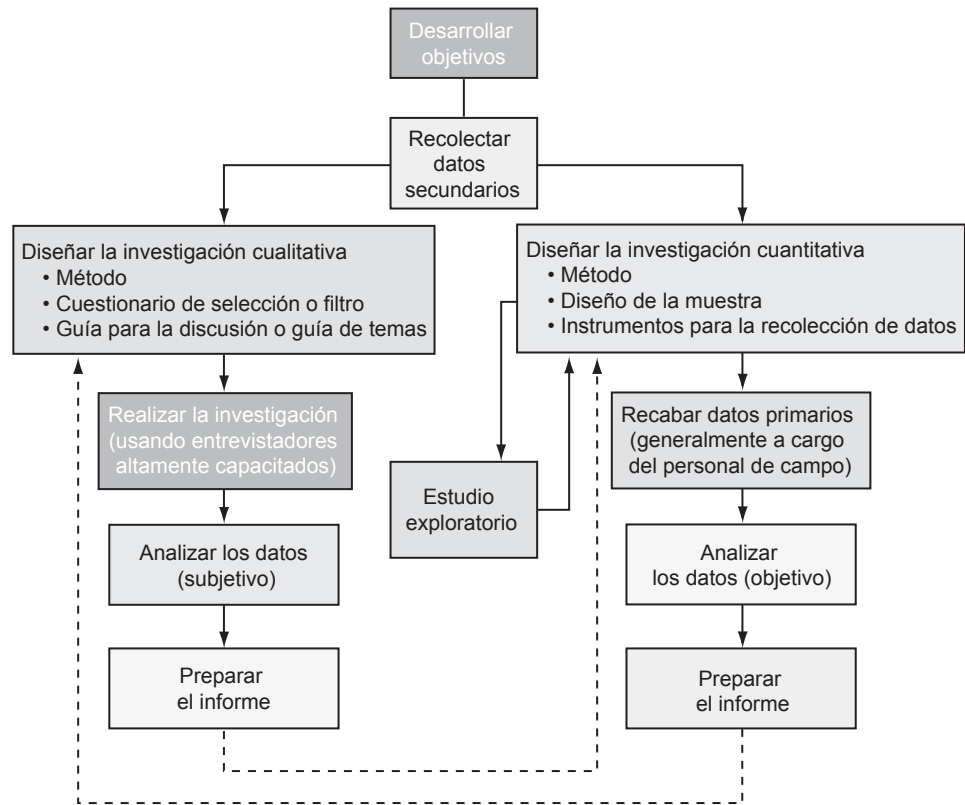 Desarrollar
objetivos
Recolectar
datos
secundarios
Diseñar la investigación cualitativa
• Método
• Cuestionario de selección o filtro
• Guía para la discusión o guía de temas
Diseñar la investigación cuantitativa
• Método
• Diseño de la muestra
• Instrumentos para la recolección de datos
Realizar la investigación
(usando entrevistadores
altamente capacitados)
Recabar datos primarios
(generalmente a cargo
del personal de campo)
Estudio
exploratorio
Analizar los datos
(subjetivo)
Analizar
los datos (objetivo)
Preparar
el informe
Preparar
el informe